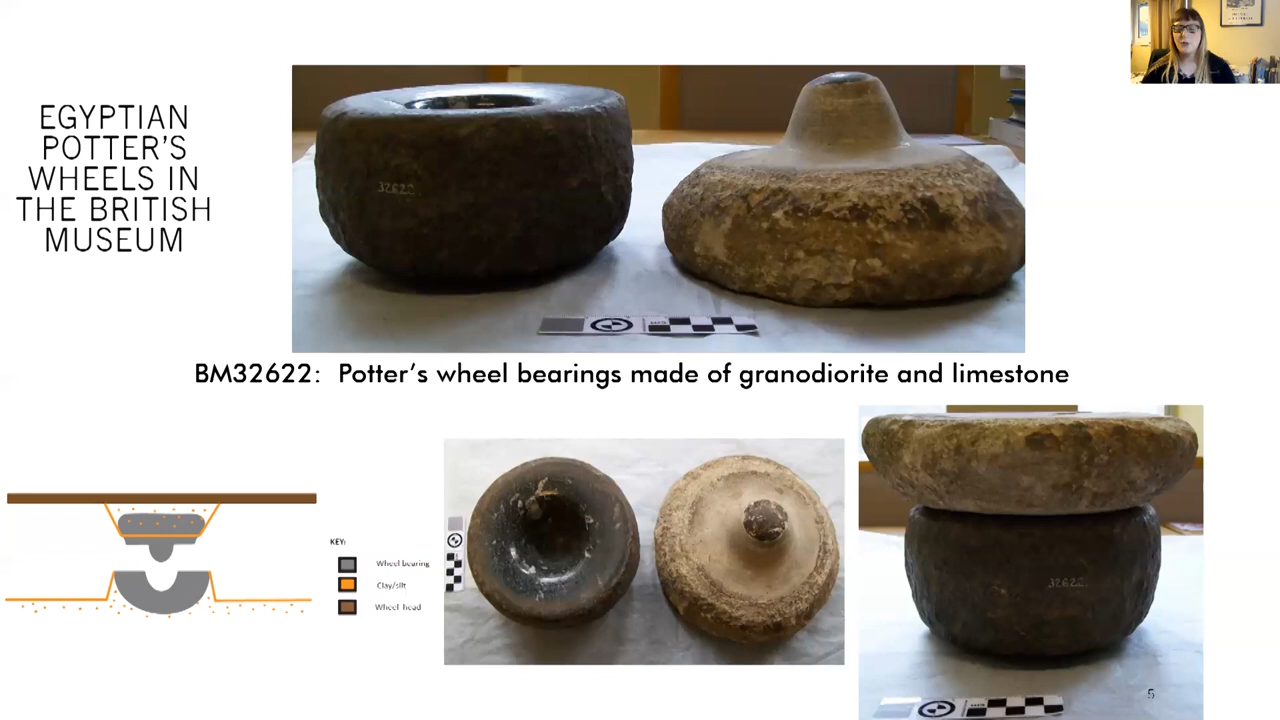 EGYPTIAN
POTTER'S
WHEELS IN
THE BRITISH
MUSEUM
32622
BM32622: Potter's wheel bearings made of granodiorite and limestone
KEY:
Wheel bearing
Clay/silt
Wheel head
32622
5